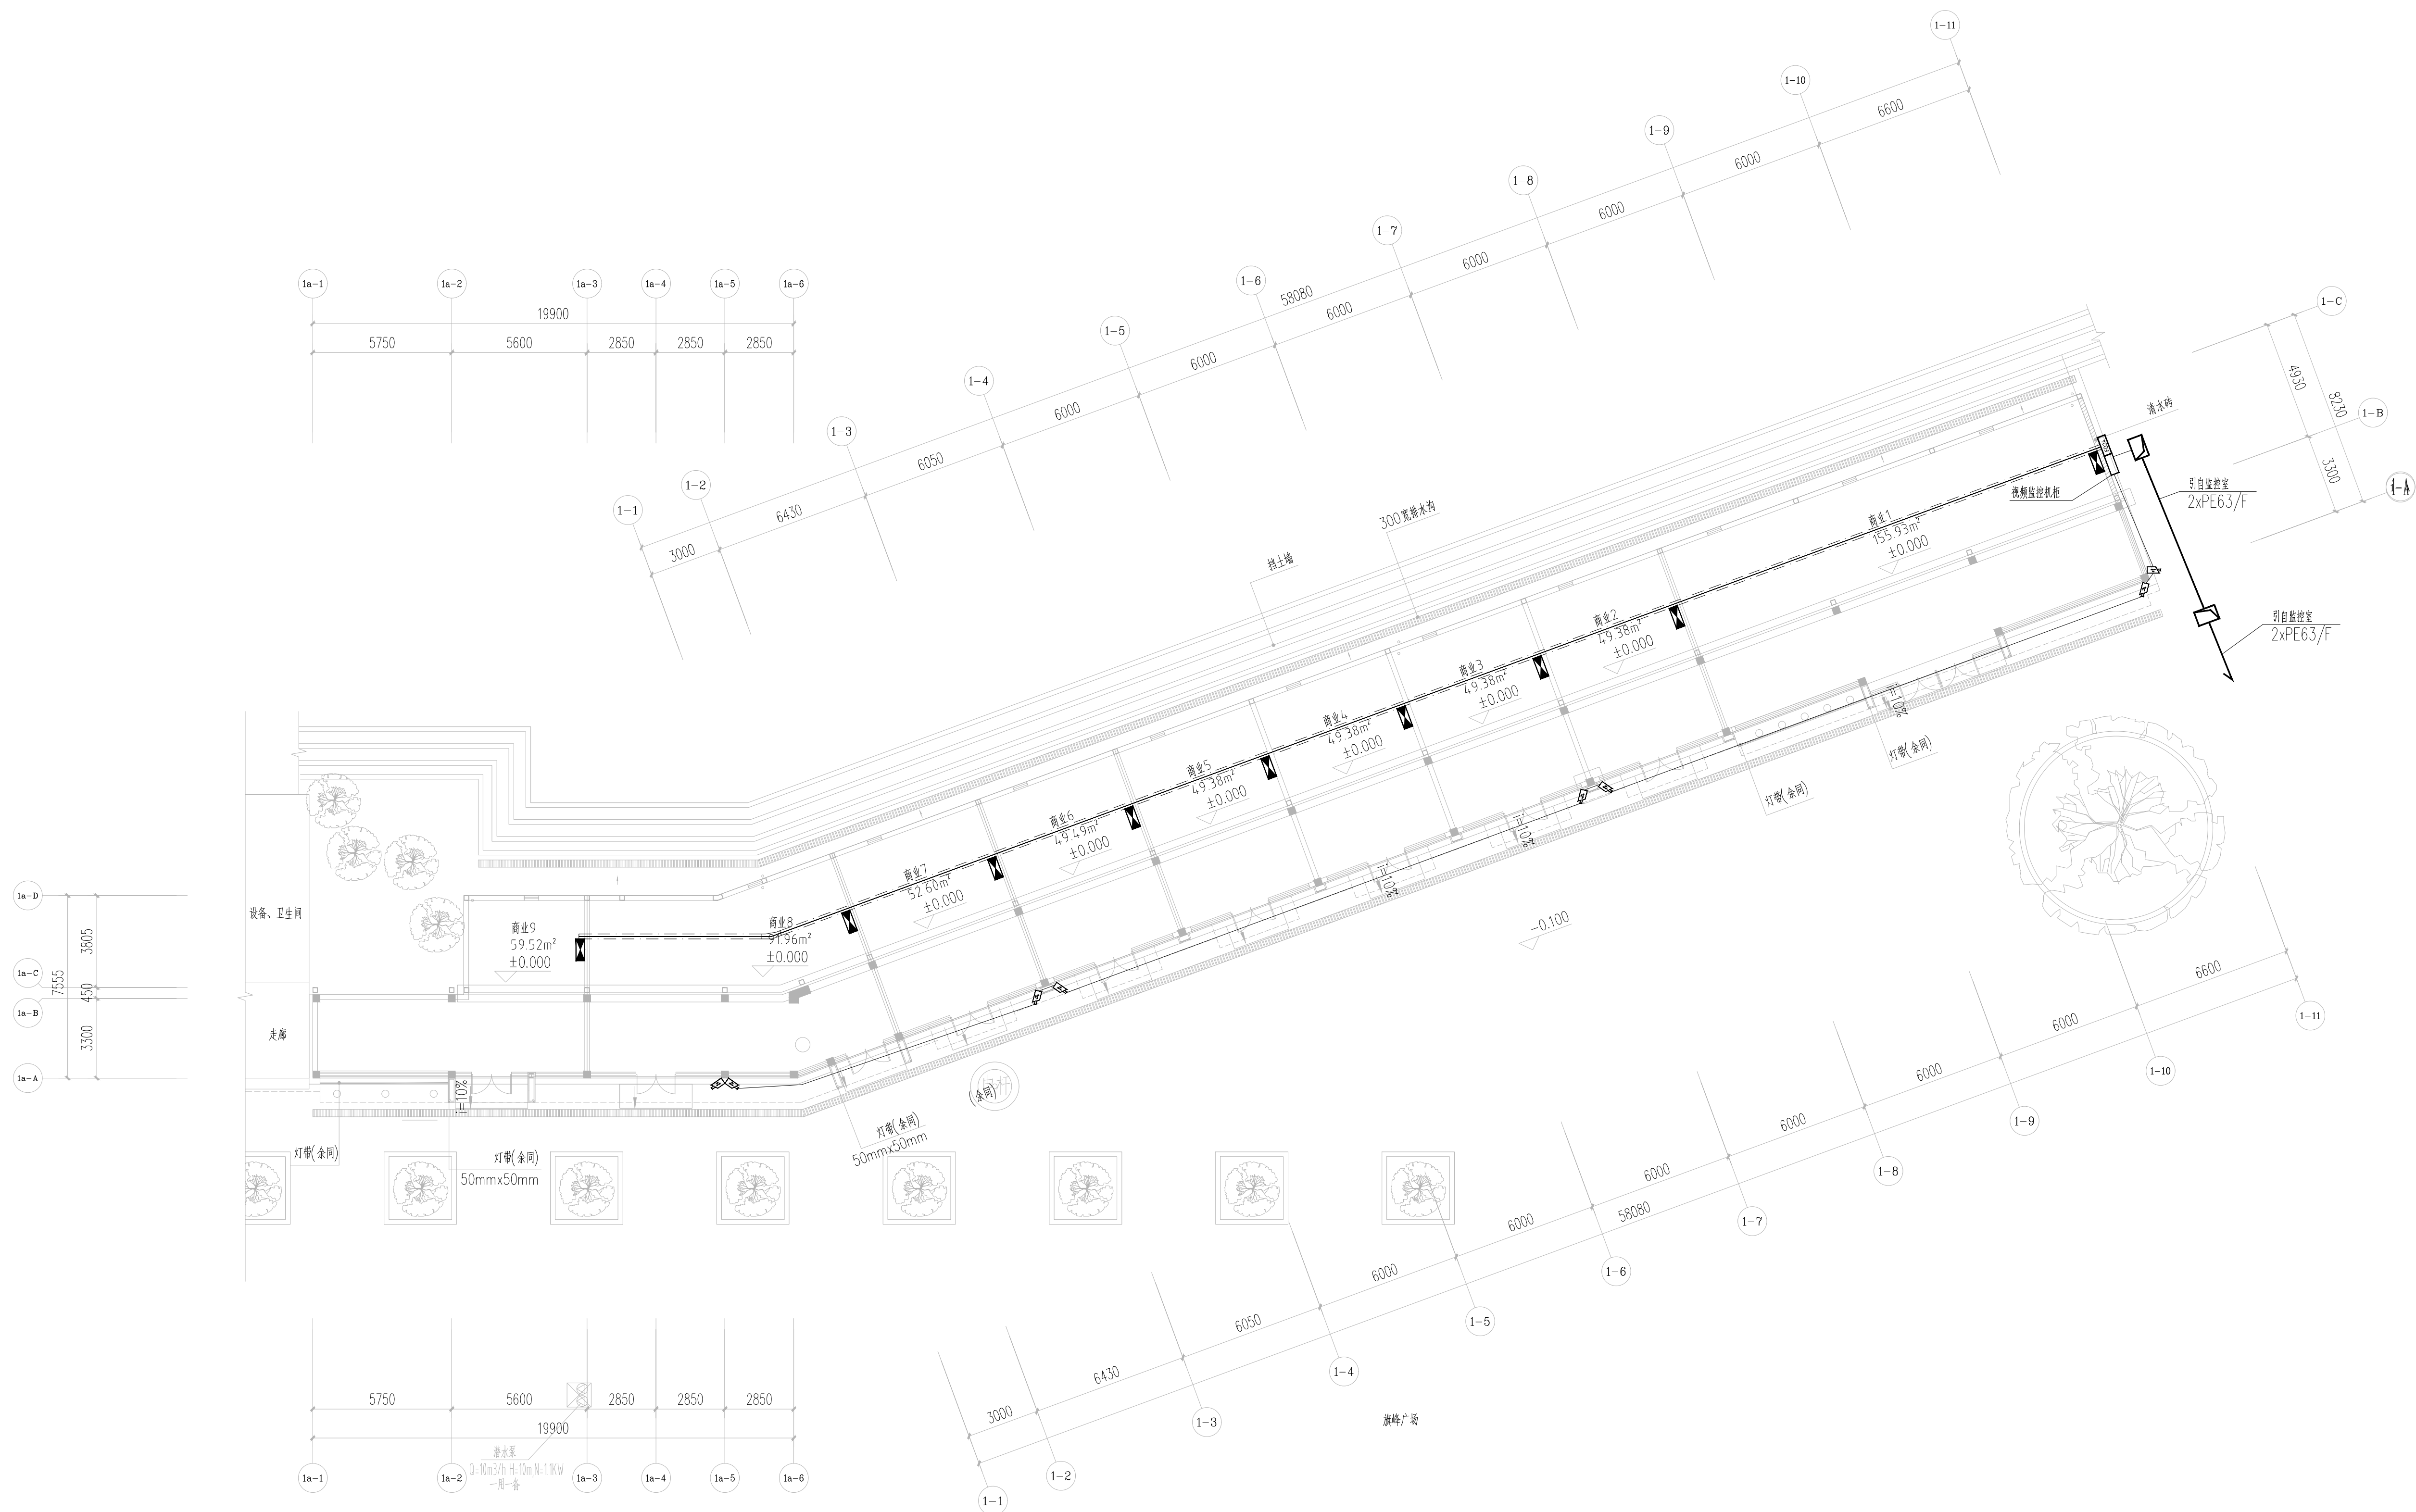 1-11
1-10
1-9
1-8
1-7
1-6
1-5
1-4
1-3
1-2
1-1
58080
3000
6430
6050
6000
6000
6000
6000
6000
6000
6600
1a-1
1a-2
1a-3
1a-4
1a-5
1a-6
19900
5750
5600
2850
2850
2850
1-C
1-B
1-A
4930
8230
3300
清水砖
引自监控室
2xPE63/F
视频监控机柜
引自监控室
2xPE63/F
300宽排水沟
挡土墙
商业1
155.93m²
±0.000
商业2
49.38m²
±0.000
商业3
49.38m²
±0.000
商业4
49.38m²
±0.000
商业5
49.38m²
±0.000
商业6
49.49m²
±0.000
商业7
52.60m²
±0.000
商业8
91.96m²
±0.000
商业9
59.52m²
±0.000
i=10%
灯带(余同)
灯带(余同)
i=10%
i=10%
-0.100
设备、卫生间
走廊
1a-D
1a-C
1a-B
1a-A
3805
7555
450
3300
i=10%
(余同)
灯带(余同)
50mmx50mm
灯带(余同)
灯带(余同)
50mmx50mm
5750
5600
2850
2850
2850
19900
潜水泵
Q=10m3/h H=10m,N=1.1KW
一用一备
1a-1
1a-2
1a-3
1a-4
1a-5
1a-6
3000
6430
6050
6000
6000
6000
6000
6000
6000
6600
58080
1-1
1-2
1-3
1-4
1-5
1-6
1-7
1-8
1-9
1-10
1-11
旗峰广场